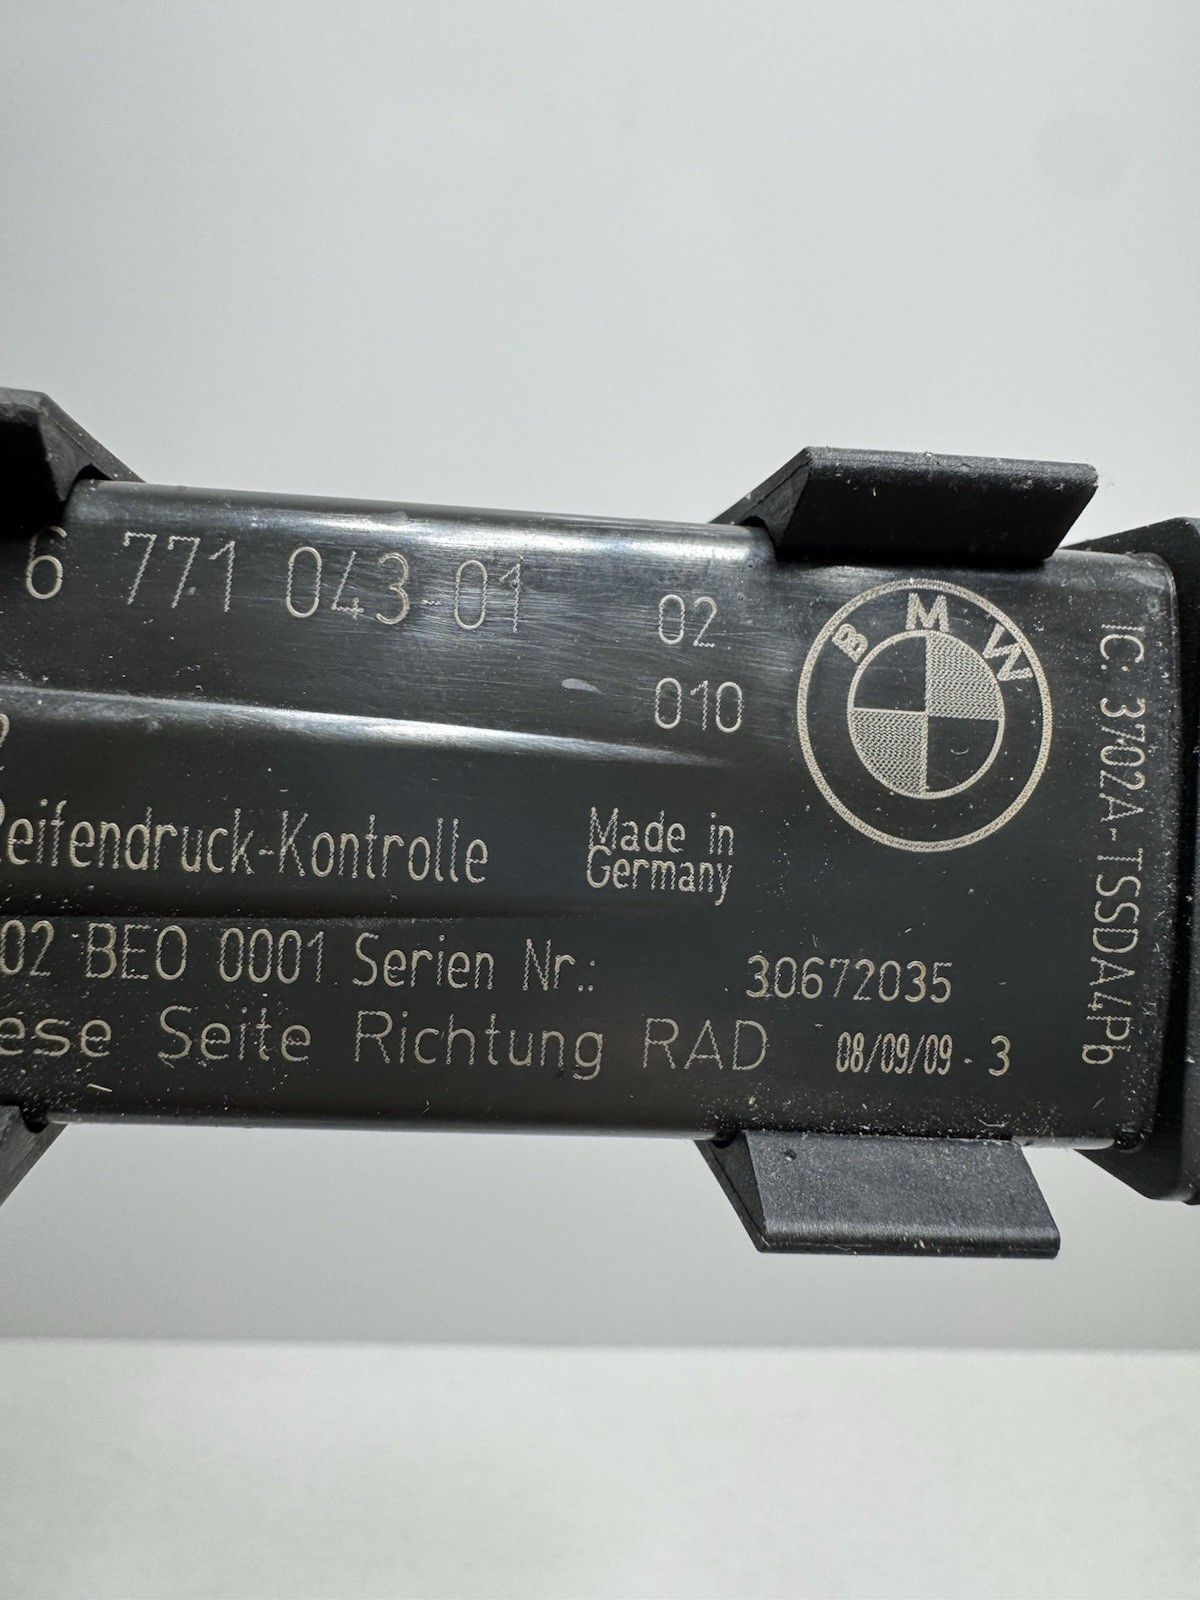 6 771 043-01
02
010
BMW
Reifendruck-Kontrolle
Made in
Germany
02 BE0 0001 Serien Nr.: 30672035
ese Seite Richtung RAD 08/09/09 - 3
IC: 3702A-TSSDA4Pb